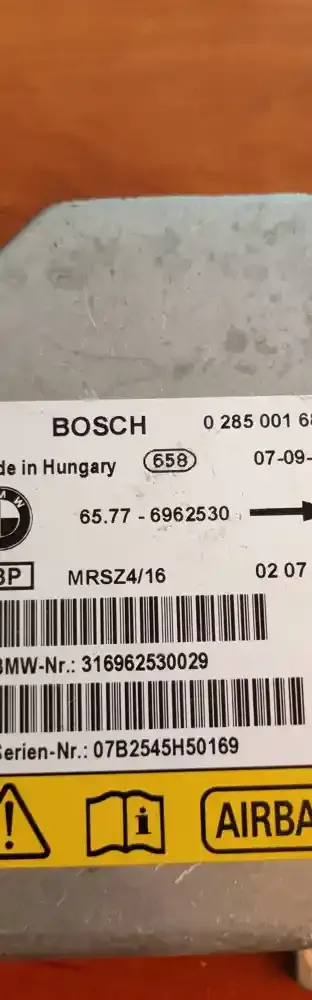 BOSCH 0 285 001 68
de in Hungary 658 07-09-
65.77 - 6962530
BP MRSZ4/16 02 07
BMW-Nr.: 316962530029
Serien-Nr.: 07B2545H50169
i AIRBA